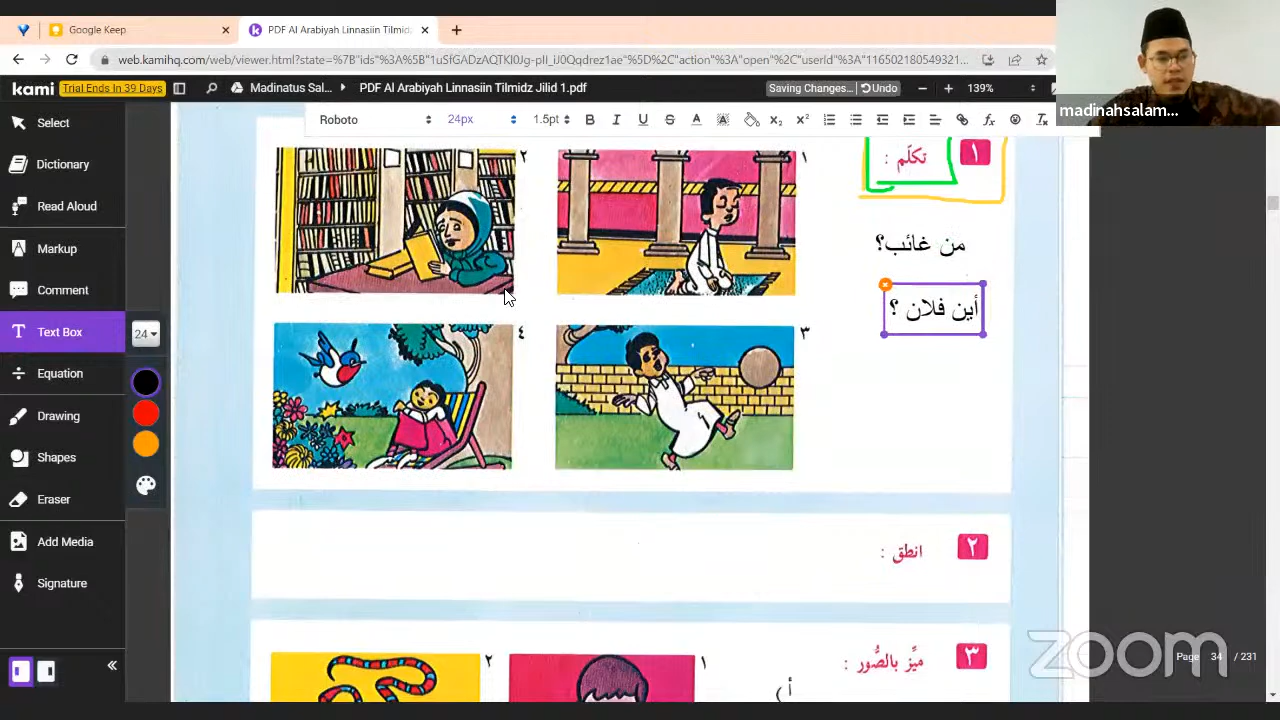 Google Keep
PDF Al Arabiyah Linnasiin Tilmidz
madinahsalam...
web.kamihq.com/web/viewer.html?state=%7B"ids"%3A%5B"1uSiGADzAQTKl0J-pIl_iJ0Qqdrez1ae"%5D%2C"action"%3A"open"%2C"userId"%3A"116502180549321...
kami
Trial Ends In 39 Days
Madinatus Sal...
PDF Al Arabiyah Linnasiin Tilmidz Jilid 1.pdf
Saving Changes...
Undo
139%
Roboto
24px
1.5pt
Select
Dictionary
Read Aloud
Markup
Comment
Text Box
24
Equation
Drawing
Shapes
Eraser
Add Media
Signature
١ تكلّم :
١
٢
من غائب؟
أين فلان ؟
٣
٤
٢ انطق :
٣ ميِّز بالصُّور :
١
٢
أ )
zoom
Page 34 / 231